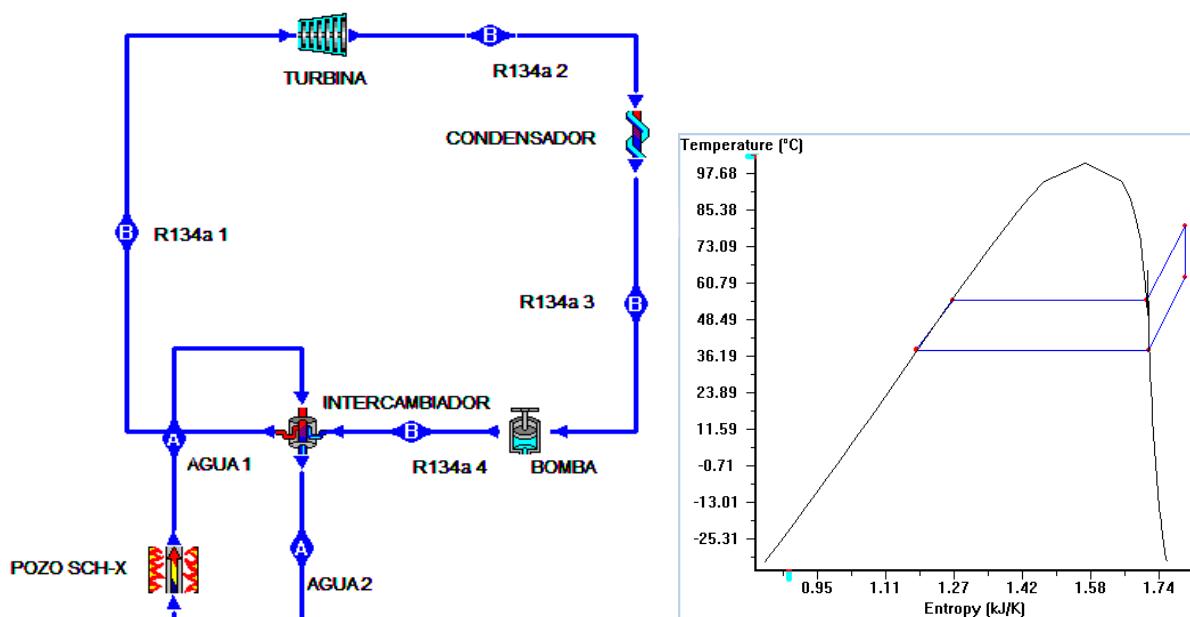 B
R134a 2
TURBINA
CONDENSADOR
B
R134a 1
R134a 3
B
INTERCAMBIADOR
B
A
AGUA 1
R134a 4
BOMBA
POZO SCH-X
A
AGUA 2
Temperature (°C)
97.68
85.38
73.09
60.79
48.49
36.19
23.89
11.59
-0.71
-13.01
-25.31
0.95 1.11 1.27 1.42 1.58 1.74
Entropy (kJ/K)